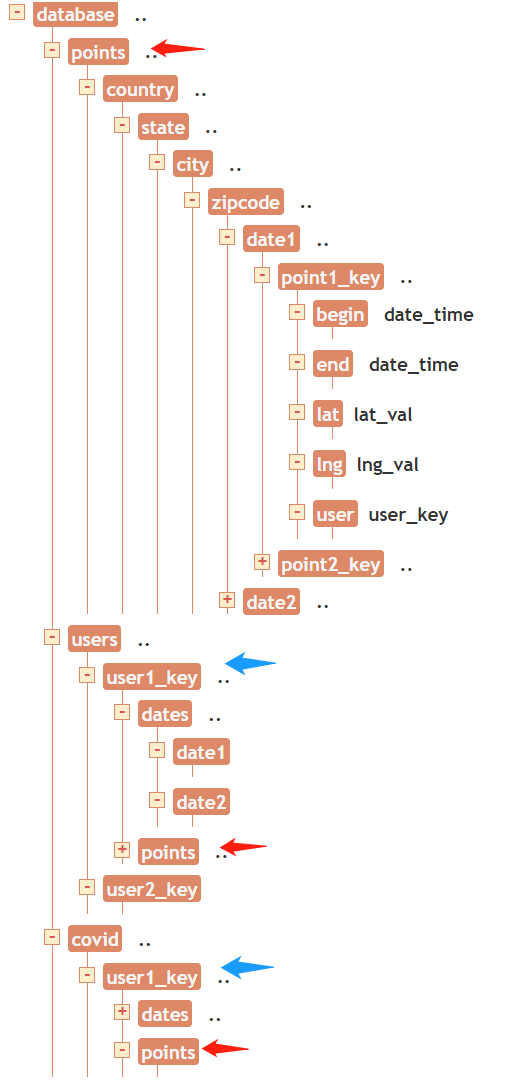 database ..
points ..
country ..
state ..
city ..
zipcode ..
date1 ..
point1_key ..
begin date_time
end date_time
lat lat_val
lng lng_val
user user_key
point2_key ..
date2 ..
users ..
user1_key ..
dates ..
date1
date2
points ..
user2_key
covid ..
user1_key ..
dates ..
points